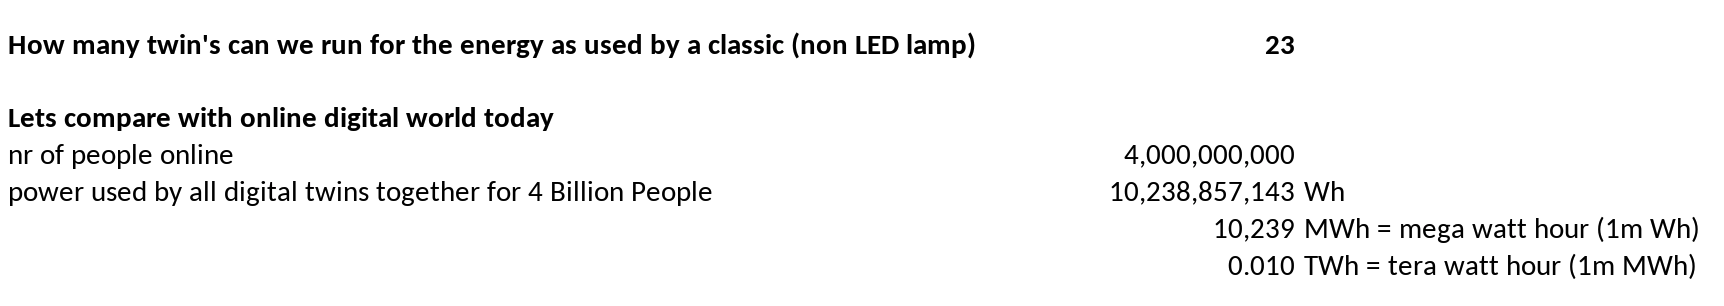 How many twin's can we run for the energy as used by a classic (non LED lamp) 23
Lets compare with online digital world today
nr of people online 4,000,000,000
power used by all digital twins together for 4 Billion People 10,238,857,143 Wh
10,239 MWh = mega watt hour (1m Wh)
0.010 TWh = tera watt hour (1m MWh)